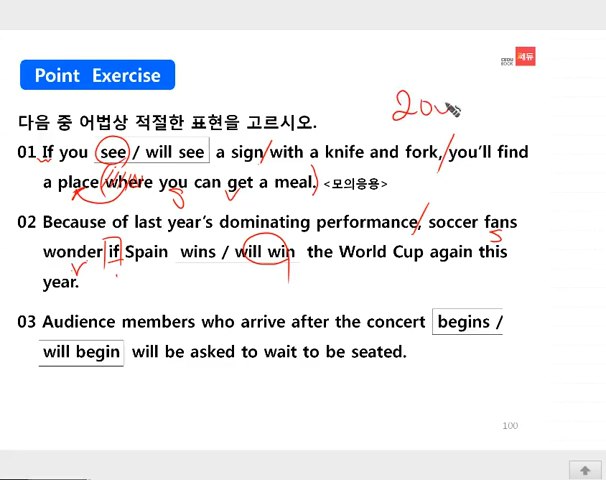 CEDU
BOOK 쎄듀
Point Exercise
200
다음 중 어법상 적절한 표현을 고르시오.
01 If you see / will see a sign with a knife and fork, you'll find
a place where you can get a meal. <모의응용>
S V
02 Because of last year's dominating performance, soccer fans
S
wonder if Spain wins / will win the World Cup again this
V
year.
03 Audience members who arrive after the concert begins /
will begin will be asked to wait to be seated.
100